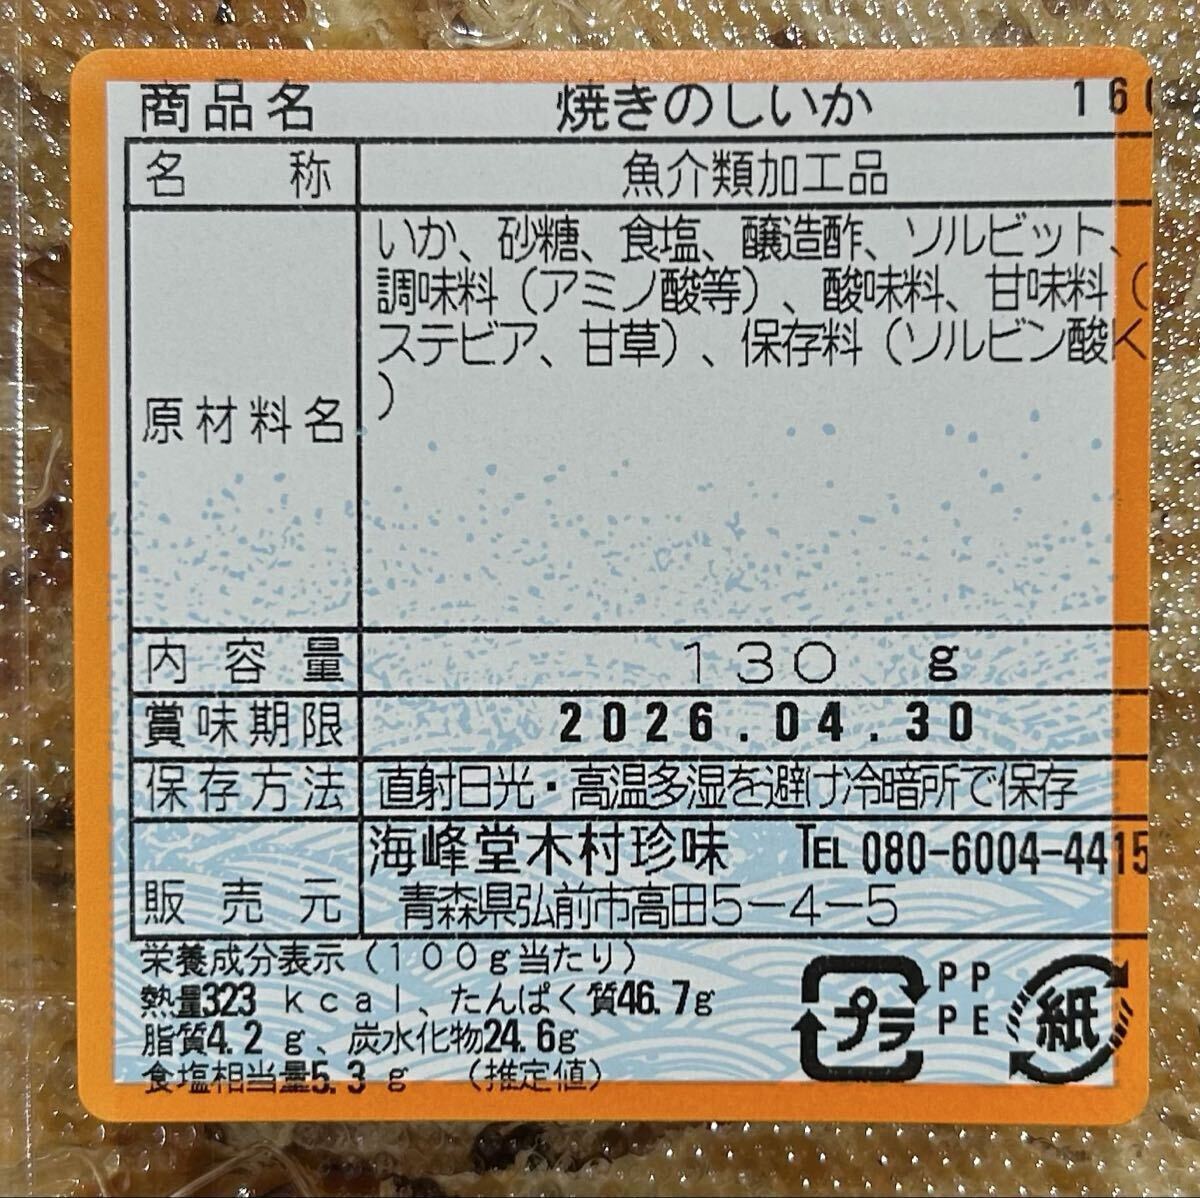 商品名 焼きのしいか 160
名称 魚介類加工品
原材料名 いか、砂糖、食塩、醸造酢、ソルビット、
調味料（アミノ酸等）、酸味料、甘味料（
ステビア、甘草）、保存料（ソルビン酸K
）
内容量 130 g
賞味期限 2026.04.30
保存方法 直射日光・高温多湿を避け冷暗所で保存
販売元 海峰堂木村珍味 TEL 080-6004-4415
青森県弘前市高田5-4-5
栄養成分表示（100g当たり）
熱量323 kcal、たんぱく質46.7g
脂質4.2g、炭水化物24.6g
食塩相当量5.3g （推定値）
プラ PP
PE
紙